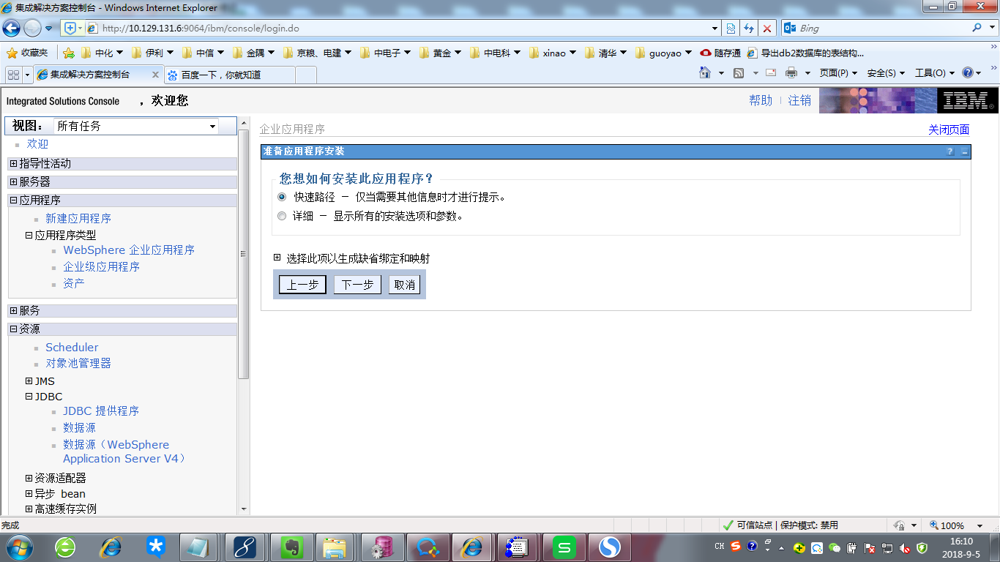 集成解决方案控制台 - Windows Internet Explorer
http://10.129.131.6:9064/ibm/console/login.do
Bing
收藏夹
中化
伊利
中信
金隅
京粮、电建
中电子
黄金
中电科
xinao
清华
guoyao
随存通
导出db2数据库的表结构...
集成解决方案控制台
百度一下，你就知道
页面(P)
安全(S)
工具(O)
Integrated Solutions Console
，欢迎您
帮助
注销
IBM
视图：
所有任务
欢迎
指导性活动
服务器
应用程序
新建应用程序
应用程序类型
WebSphere 企业应用程序
企业级应用程序
资产
服务
资源
Scheduler
对象池管理器
JMS
JDBC
JDBC 提供程序
数据源
数据源（WebSphere
Application Server V4）
资源适配器
异步 bean
高速缓存实例
企业应用程序
关闭页面
准备应用程序安装
您想如何安装此应用程序？
快速路径 － 仅当需要其他信息时才进行提示。
详细 － 显示所有的安装选项和参数。
选择此项以生成缺省绑定和映射
上一步
下一步
取消
完成
可信站点 | 保护模式: 禁用
100%
CH
16:10
2018-9-5